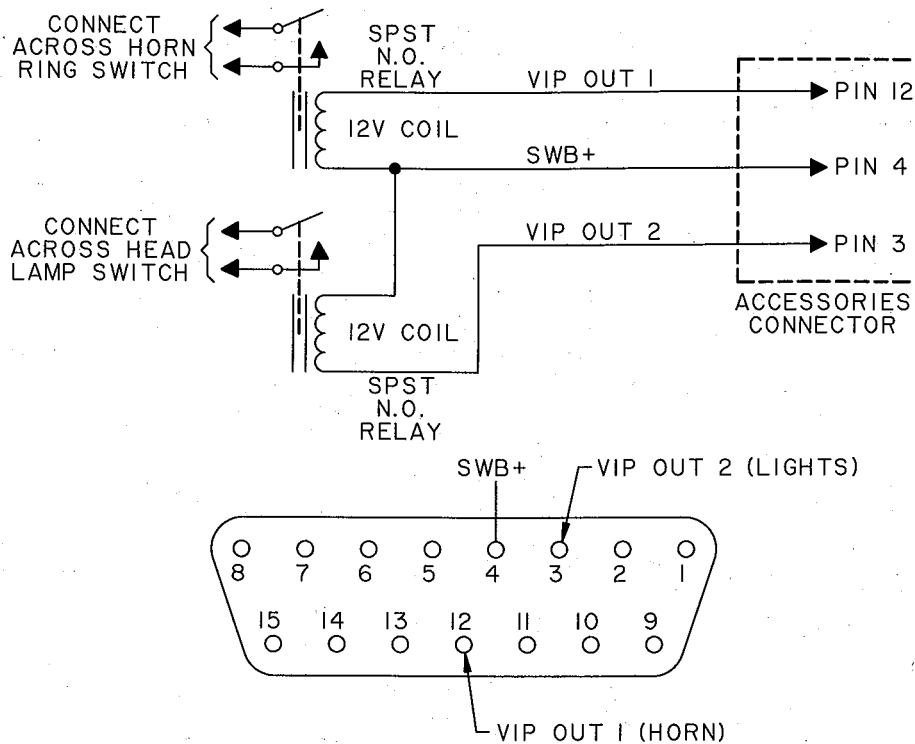 CONNECT
ACROSS HORN
RING SWITCH
SPST
N.O.
RELAY
VIP OUT 1
PIN 12
12V COIL
SWB+
PIN 4
CONNECT
ACROSS HEAD
LAMP SWITCH
VIP OUT 2
PIN 3
ACCESSORIES
CONNECTOR
12V COIL
SPST
N.O.
RELAY
SWB+
VIP OUT 2 (LIGHTS)
8 7 6 5 4 3 2 1
15 14 13 12 11 10 9
VIP OUT 1 (HORN)